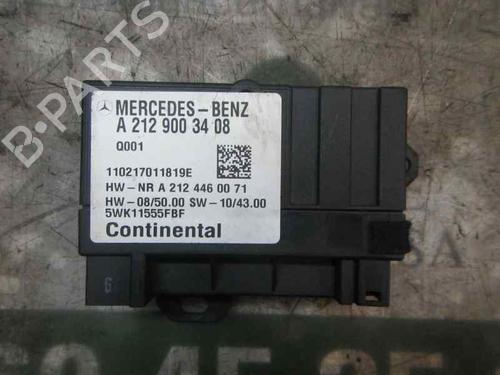 MERCEDES-BENZ
A 212 900 34 08
Q001
110217011819E
HW-NR A 212 446 00 71
HW-08/50.00 SW-10/43.00
5WK11555FBF
Continental
G